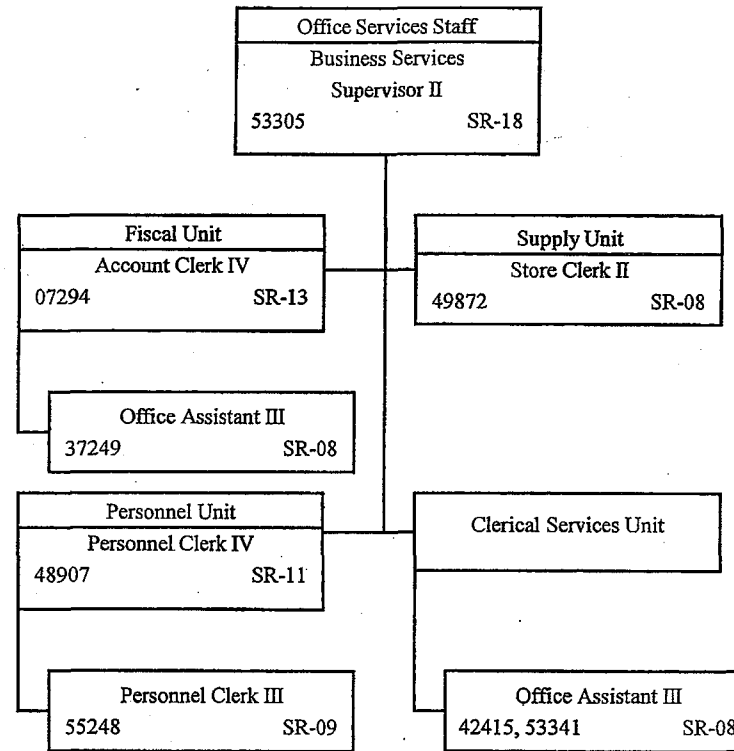 Office Services Staff
Business Services
Supervisor II
53305 SR-18
Fiscal Unit
Account Clerk IV
07294 SR-13
Supply Unit
Store Clerk II
49872 SR-08
Office Assistant III
37249 SR-08
Personnel Unit
Personnel Clerk IV
48907 SR-11
Clerical Services Unit
Personnel Clerk III
55248 SR-09
Office Assistant III
42415, 53341 SR-08